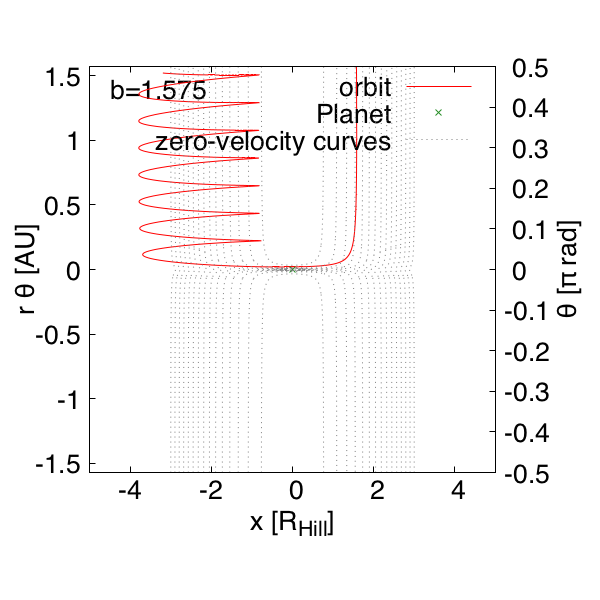 b=1.575
orbit
Planet
zero-velocity curves
1.5
1
0.5
0
-0.5
-1
-1.5
r θ [AU]
0.5
0.4
0.3
0.2
0.1
0
-0.1
-0.2
-0.3
-0.4
-0.5
θ [π rad]
-4 -2 0 2 4
x [R_Hill]